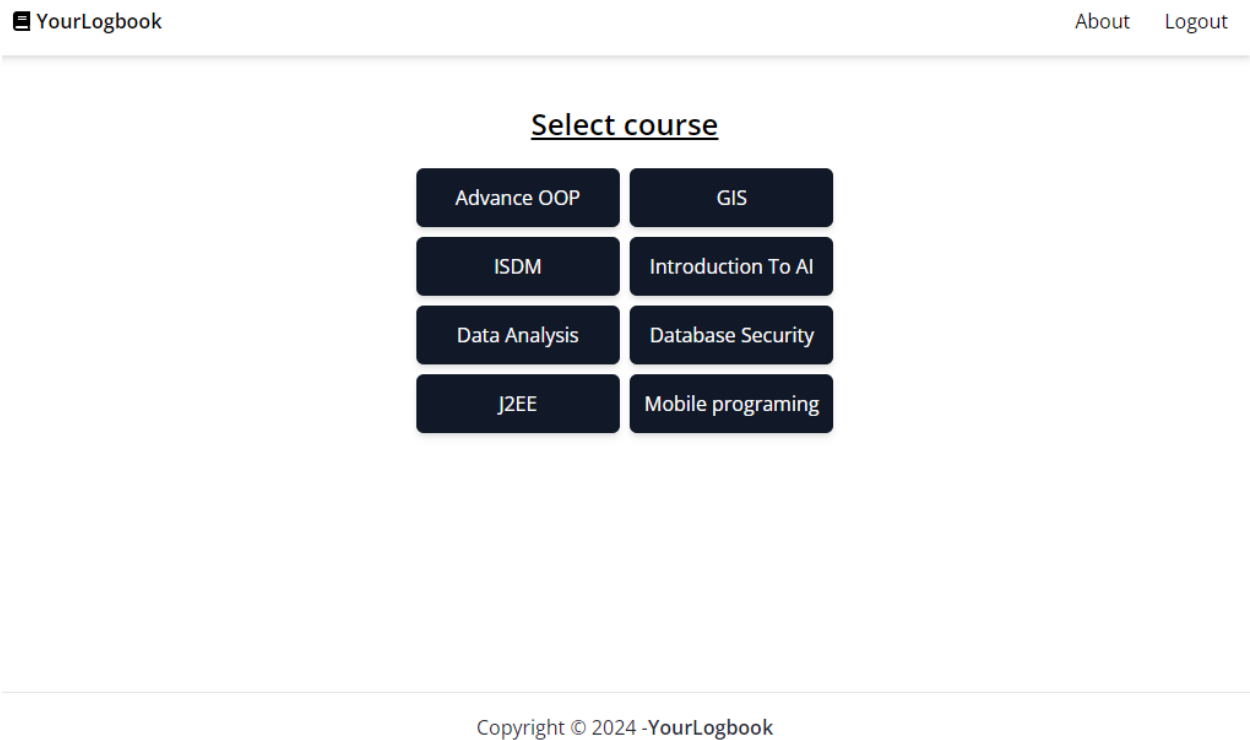 YourLogbook About Logout
Select course
Advance OOP GIS
ISDM Introduction To AI
Data Analysis Database Security
J2EE Mobile programing
Copyright © 2024 -YourLogbook